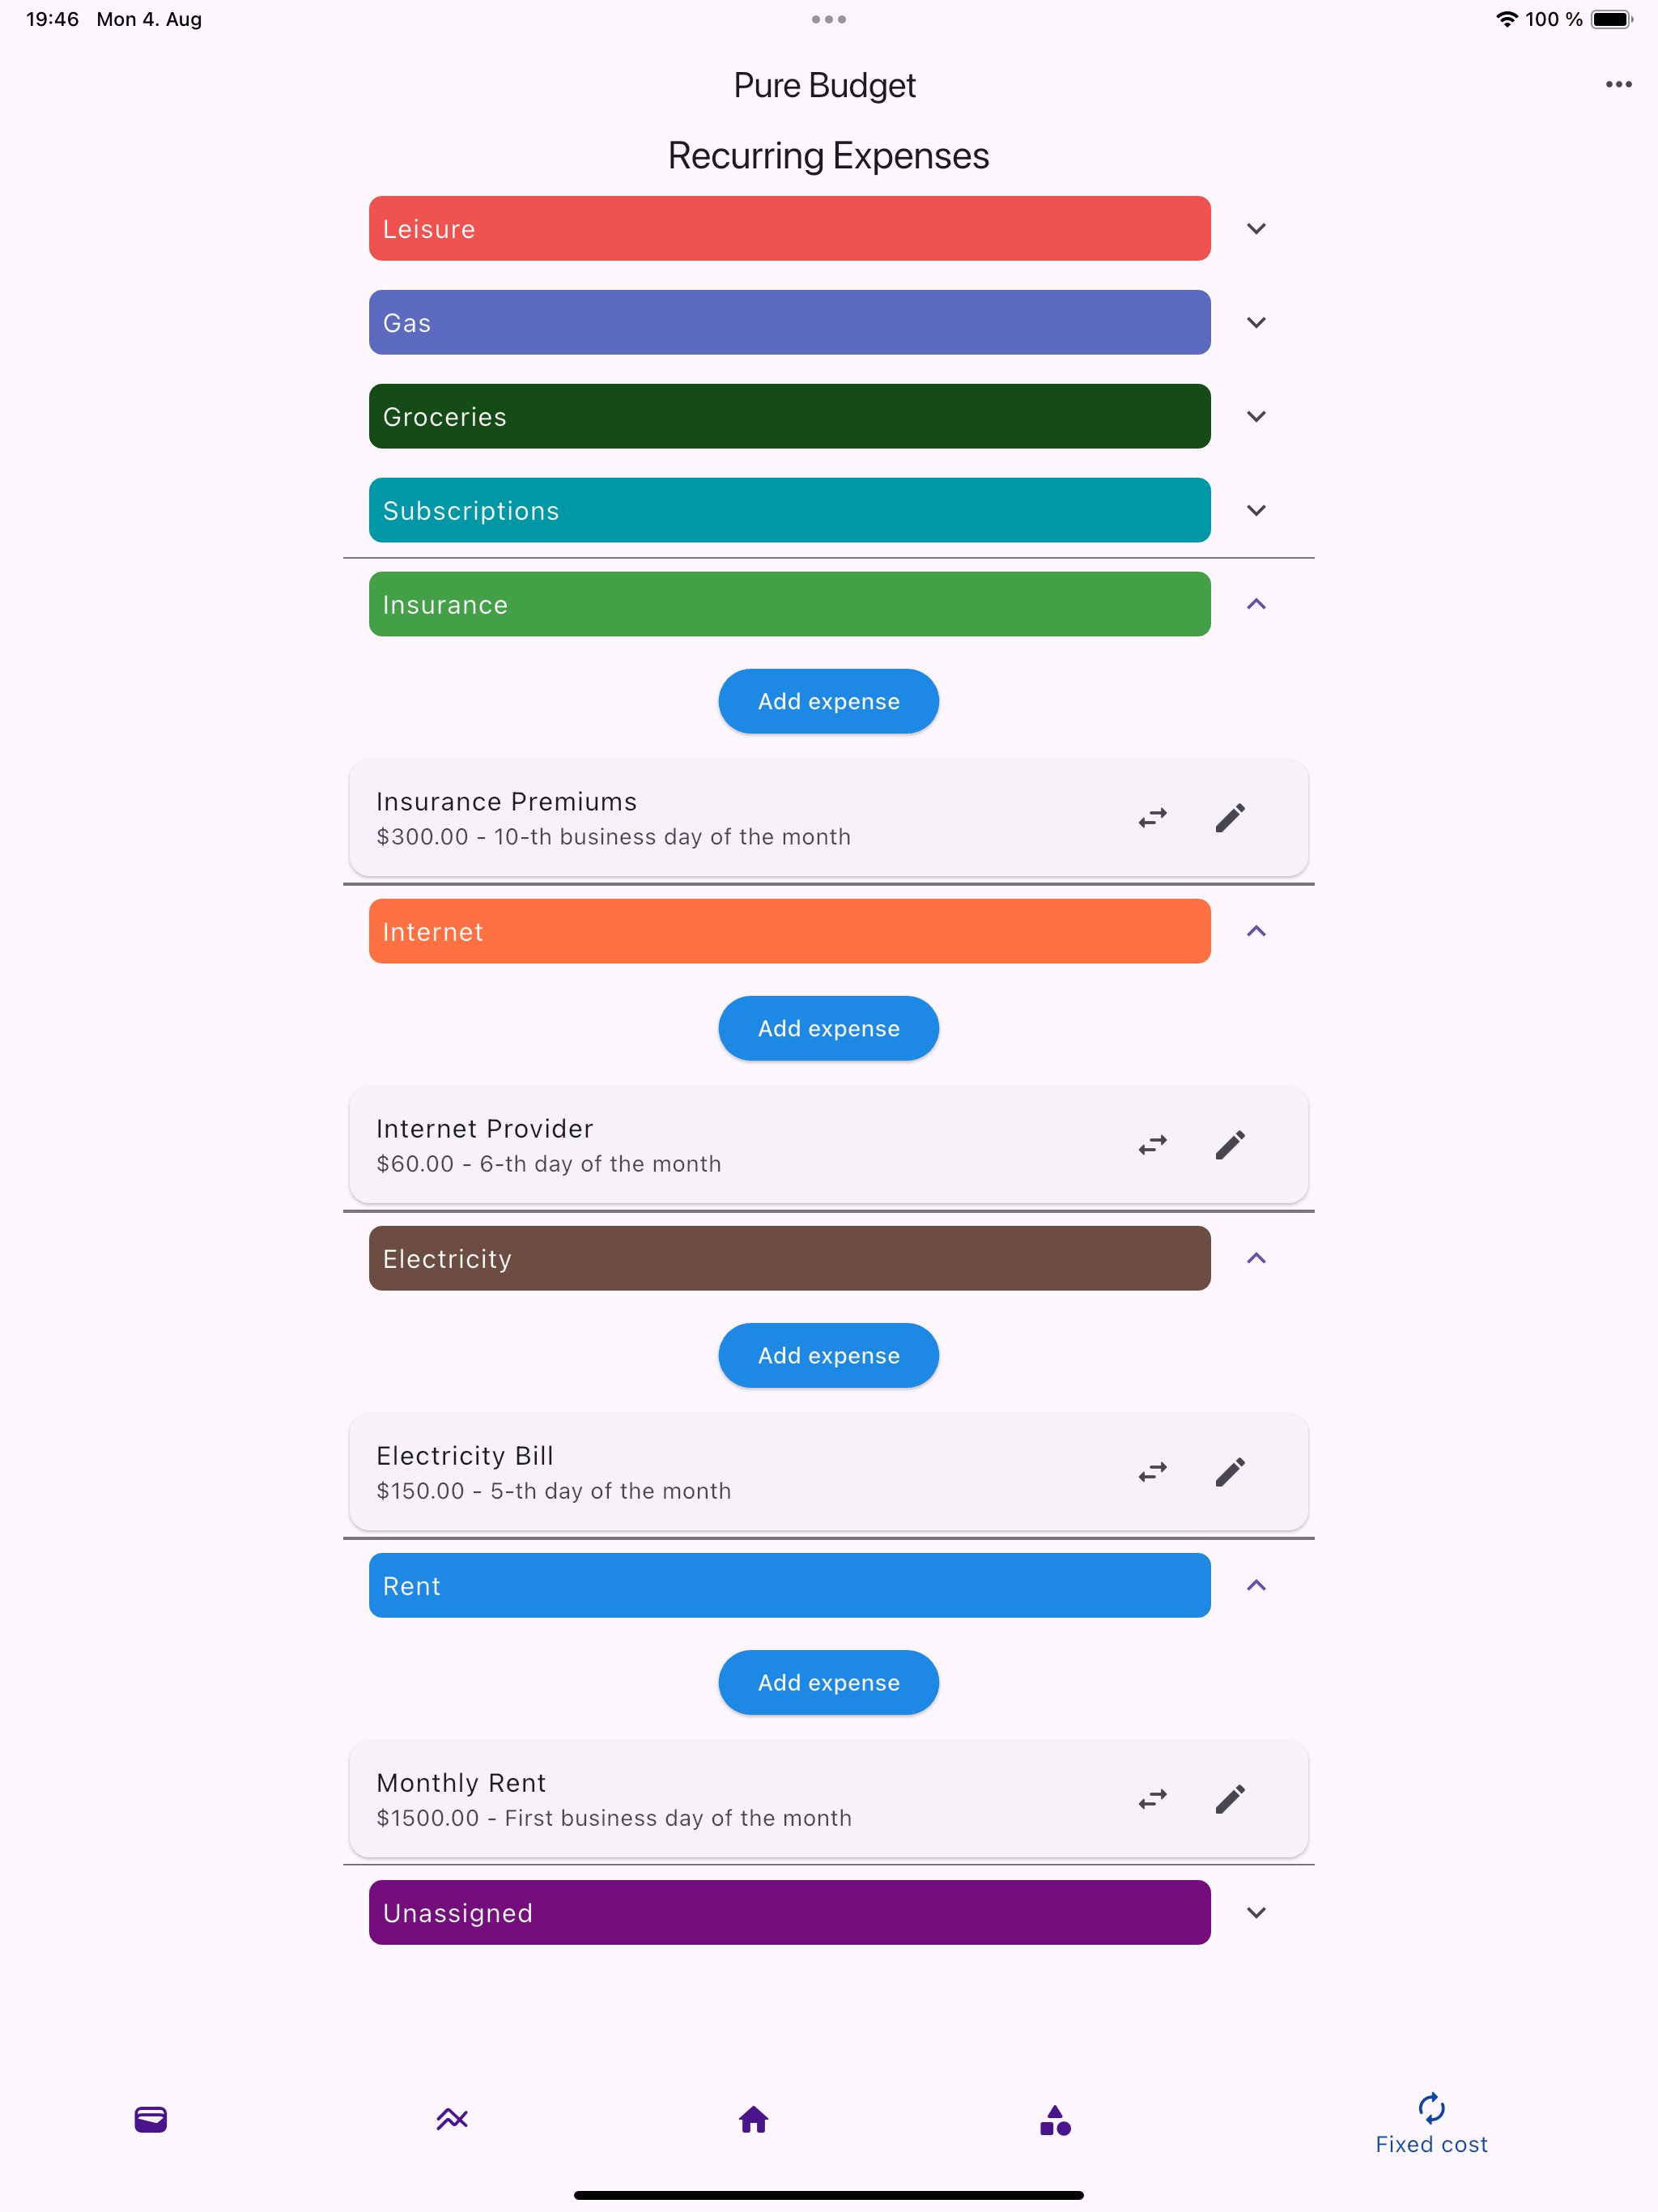 19:46 Mon 4. Aug
100 %
Pure Budget
Recurring Expenses
Leisure
Gas
Groceries
Subscriptions
Insurance
Add expense
Insurance Premiums
$300.00 - 10-th business day of the month
Internet
Add expense
Internet Provider
$60.00 - 6-th day of the month
Electricity
Add expense
Electricity Bill
$150.00 - 5-th day of the month
Rent
Add expense
Monthly Rent
$1500.00 - First business day of the month
Unassigned
Fixed cost